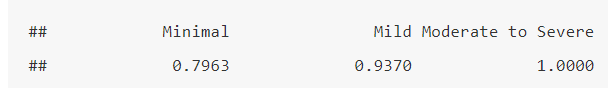 ## Minimal Mild Moderate to Severe
## 0.7963 0.9370 1.0000